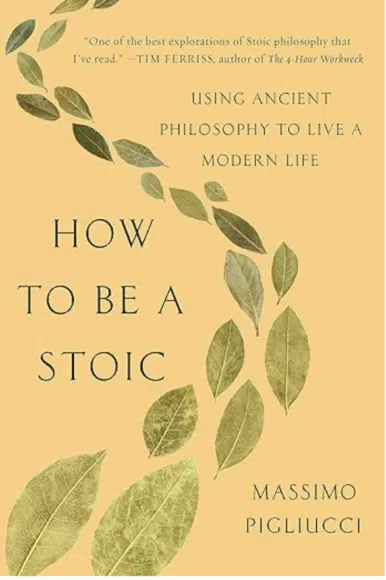 "One of the best explorations of Stoic philosophy that
I've read." —TIM FERRISS, author of The 4-Hour Workweek
USING ANCIENT
PHILOSOPHY TO LIVE A
MODERN LIFE
HOW
TO BE A
STOIC
MASSIMO
PIGLIUCCI